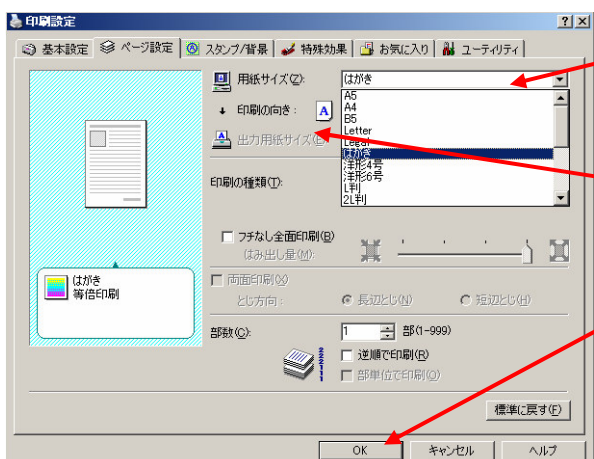 印刷設定
基本設定 ページ設定 スタンプ/背景 特殊効果 お気に入り ユーティリティ
用紙サイズ(Z): はがき
A5
A4
B5
Letter
Legal
はがき
洋形4号
洋形6号
L判
2L判
印刷の向き: A
出力用紙サイズ(E)
印刷の種類(T):
フチなし全面印刷(B)
はみ出し量(M):
はがき
等倍印刷
両面印刷(X)
とじ方向: 長辺とじ(N) 短辺とじ(H)
部数(C): 1 部(1-999)
逆順で印刷(R)
部単位で印刷(O)
標準に戻す(F)
OK キャンセル ヘルプ